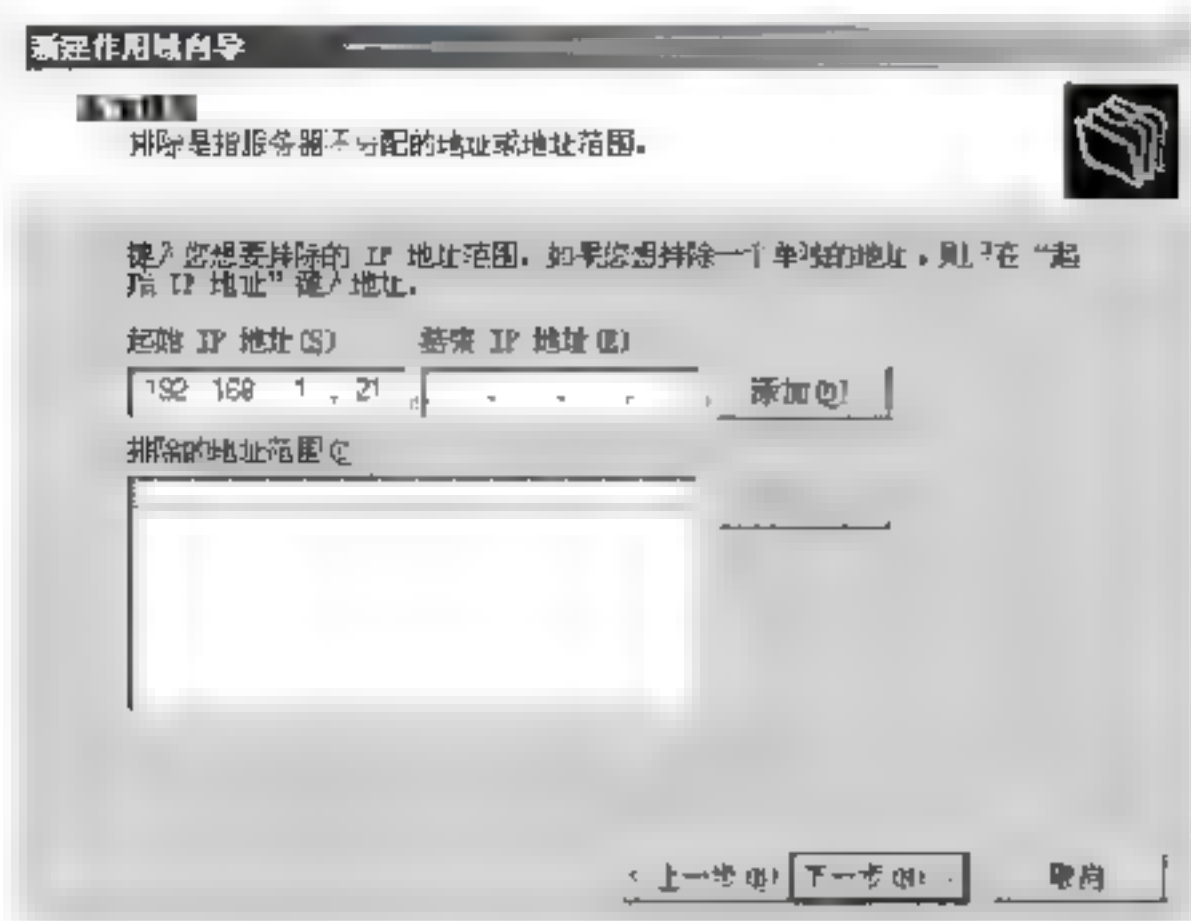 新建作用域向导
排除是指服务器不分配的地址或地址范围。
键入您想要排除的 IP 地址范围。如果您想排除一个单独的地址，则只在“起
始 IP 地址”键入地址。
起始 IP 地址(S) 结束 IP 地址(E)
192 168 1 21 添加(D)
排除的地址范围(C
< 上一步(B) 下一步(N) 取消